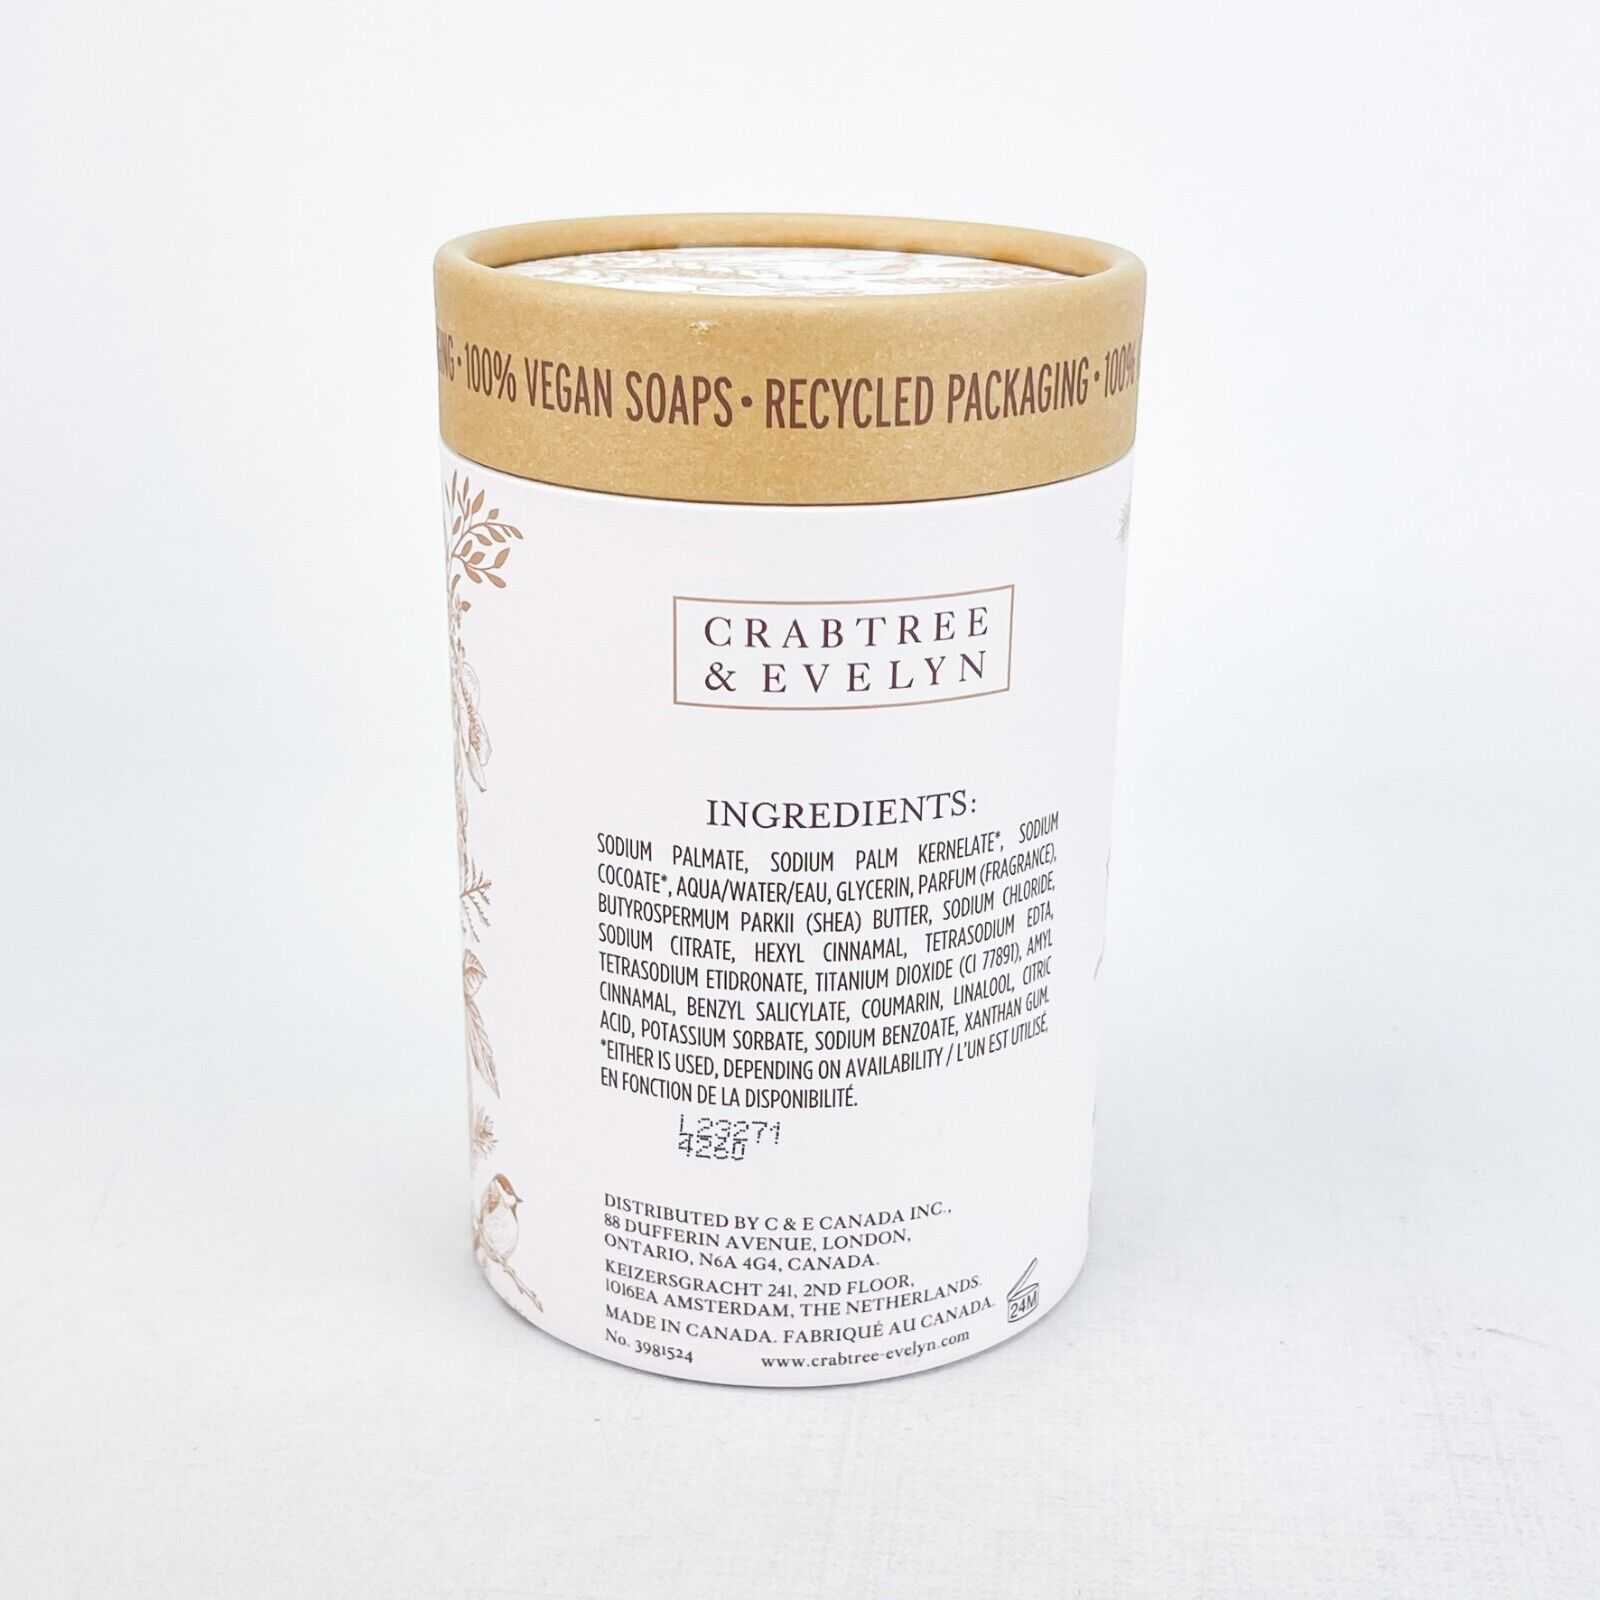 100% VEGAN SOAPS • RECYCLED PACKAGING • 100%
CRABTREE
& EVELYN
INGREDIENTS:
SODIUM PALMATE, SODIUM PALM KERNELATE*, SODIUM
COCOATE*, AQUA/WATER/EAU, GLYCERIN, PARFUM (FRAGRANCE),
BUTYROSPERMUM PARKII (SHEA) BUTTER, SODIUM CHLORIDE,
SODIUM CITRATE, HEXYL CINNAMAL, TETRASODIUM EDTA,
TETRASODIUM ETIDRONATE, TITANIUM DIOXIDE (CI 77891), AMYL
CINNAMAL, BENZYL SALICYLATE, COUMARIN, LINALOOL, CITRIC
ACID, POTASSIUM SORBATE, SODIUM BENZOATE, XANTHAN GUM.
*EITHER IS USED, DEPENDING ON AVAILABILITY / L'UN EST UTILISÉ,
EN FONCTION DE LA DISPONIBILITÉ.
L23271
DISTRIBUTED BY C & E CANADA INC.,
88 DUFFERIN AVENUE, LONDON,
ONTARIO, N6A 4G4, CANADA.
KEIZERSGRACHT 241, 2ND FLOOR,
1016EA AMSTERDAM, THE NETHERLANDS.
MADE IN CANADA. FABRIQUÉ AU CANADA.
No. 3981524
www.crabtree-evelyn.com
24M